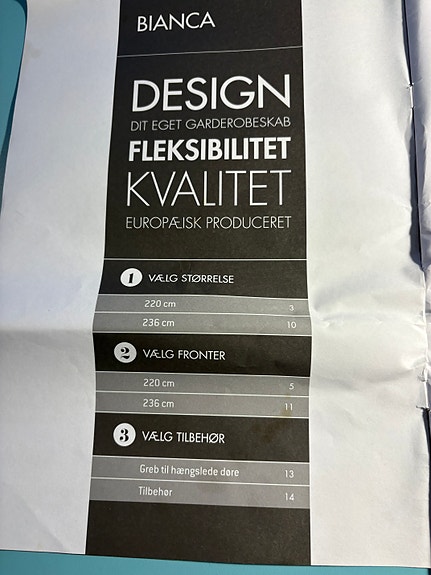 BIANCA
DESIGN
DIT EGET GARDEROBESKAB
FLEKSIBILITET
KVALITET
EUROPÆISK PRODUCERET
1 VÆLG STØRRELSE
220 cm 3
236 cm 10
2 VÆLG FRONTER
220 cm 5
236 cm 11
3 VÆLG TILBEHØR
Greb til hængslede døre 13
Tilbehør 14